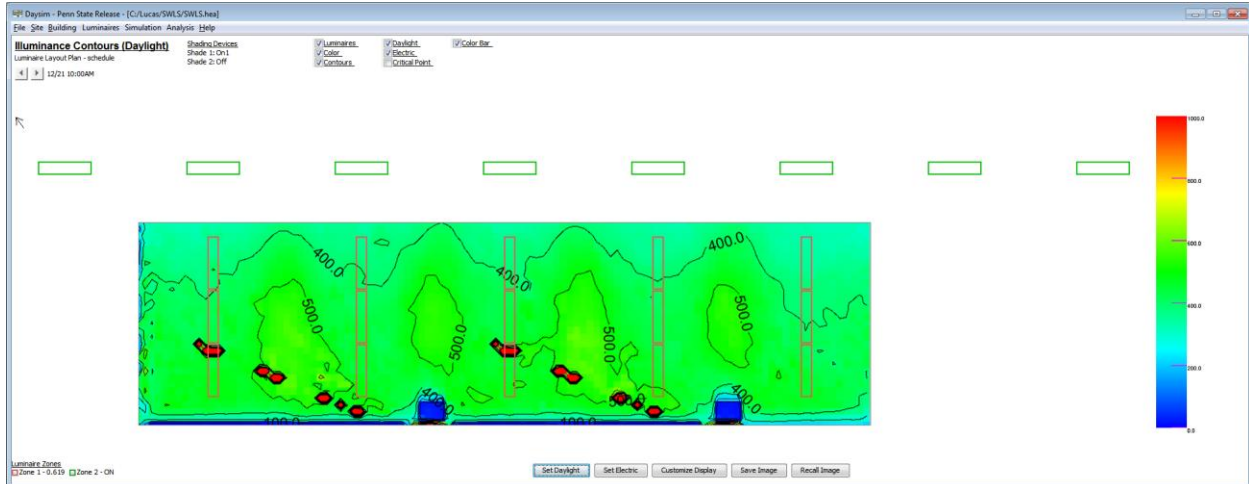 Daysim - Penn State Release - [C:/Lucas/SWLS/SWLS.hea]
File Site Building Luminaires Simulation Analysis Help
Illuminance Contours (Daylight)
Luminaire Layout Plan - schedule
12/21 10:00AM
Shading Devices
Shade 1: On1
Shade 2: Off
Luminaires
Color
Contours
Daylight
Electric
Critical Point
Color Bar
1000.0
800.0
600.0
400.0
200.0
0.0
400.0
400.0
400.0
400.0
500.0
500.0
500.0
500.0
400.0
400.0
100.0
100.0
Luminaire Zones
Zone 1 - 0.619 Zone 2 - ON
Set Daylight Set Electric Customize Display Save Image Recall Image